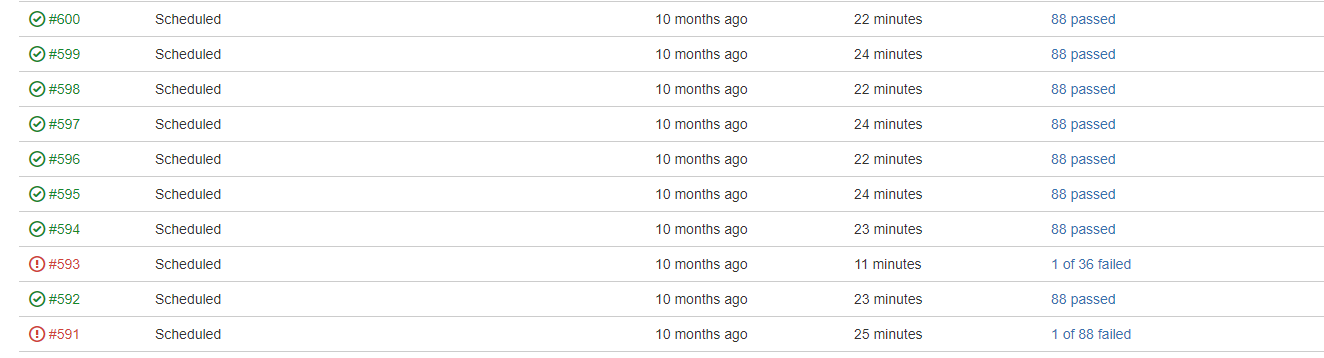 #600 Scheduled 10 months ago 22 minutes 88 passed
#599 Scheduled 10 months ago 24 minutes 88 passed
#598 Scheduled 10 months ago 22 minutes 88 passed
#597 Scheduled 10 months ago 24 minutes 88 passed
#596 Scheduled 10 months ago 22 minutes 88 passed
#595 Scheduled 10 months ago 24 minutes 88 passed
#594 Scheduled 10 months ago 23 minutes 88 passed
#593 Scheduled 10 months ago 11 minutes 1 of 36 failed
#592 Scheduled 10 months ago 23 minutes 88 passed
#591 Scheduled 10 months ago 25 minutes 1 of 88 failed